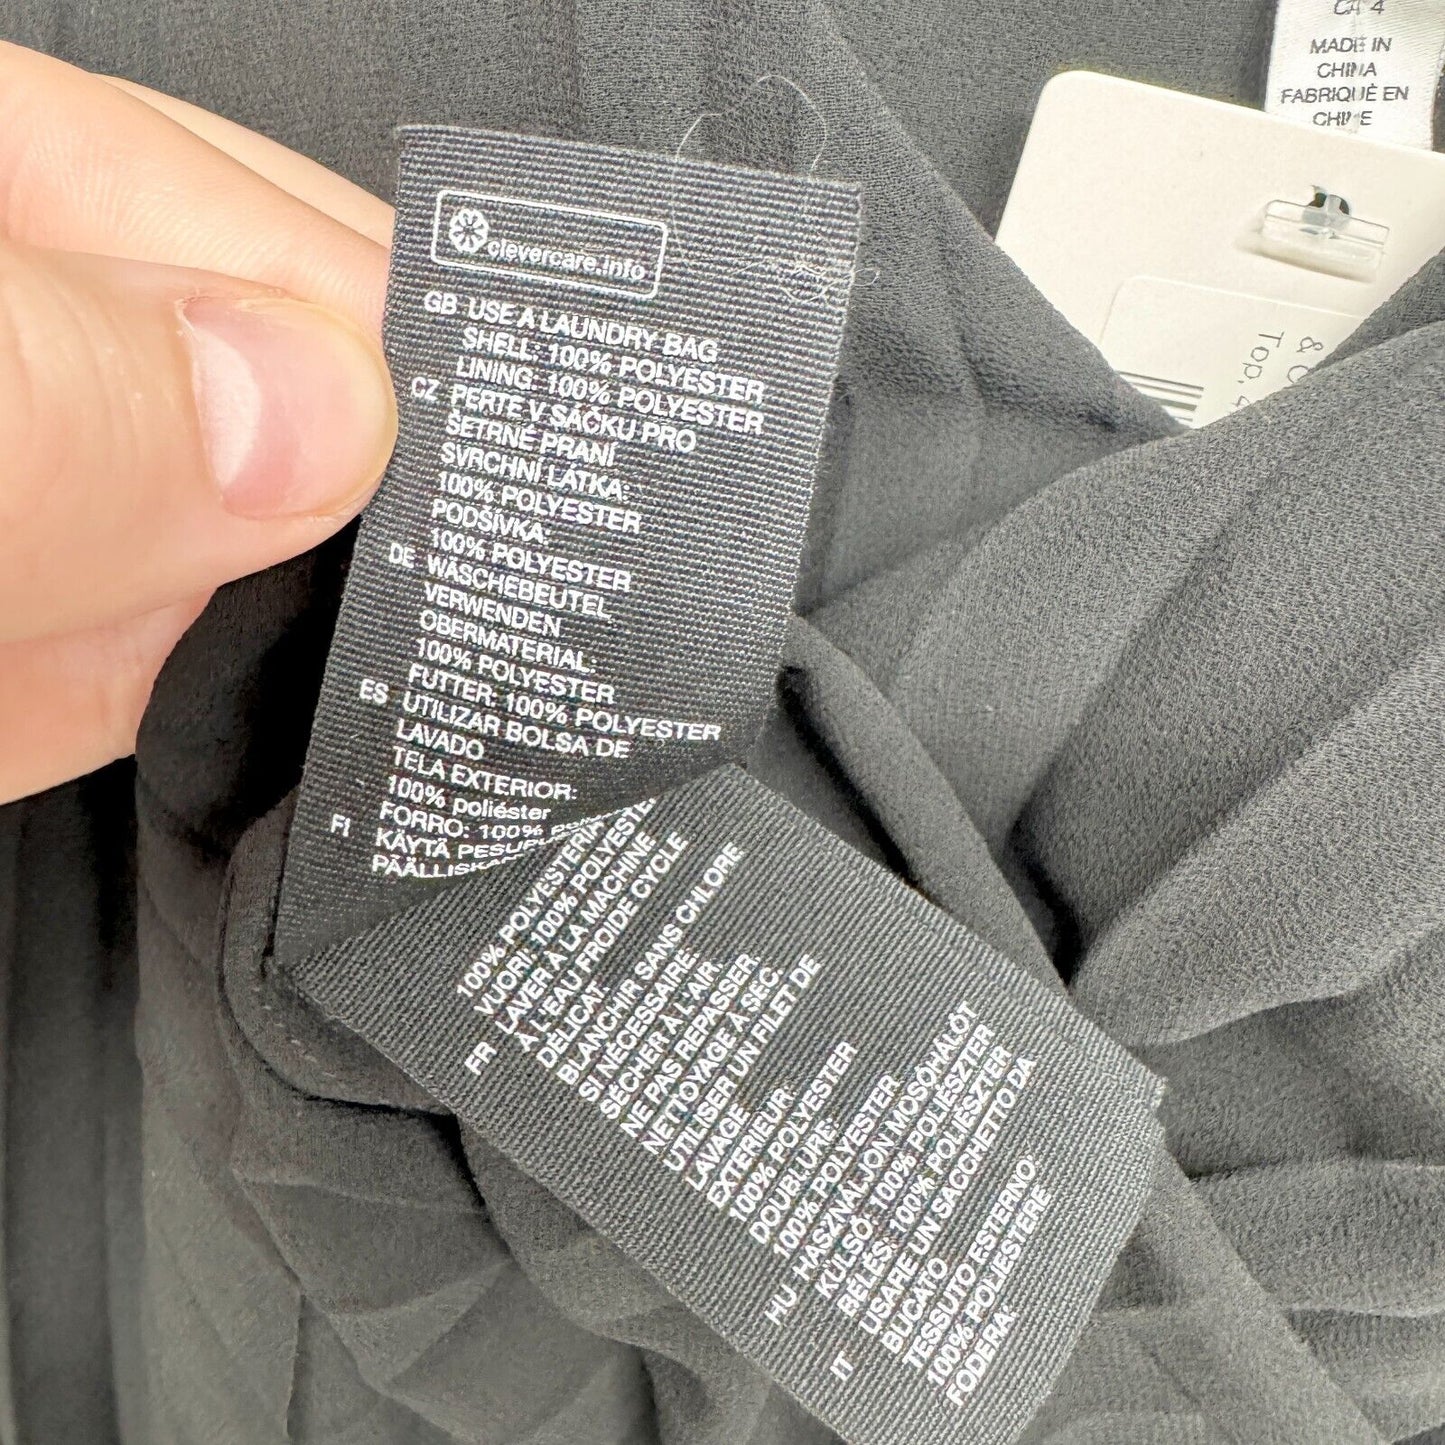 CA 4
MADE IN
CHINA
FABRIQUÉ EN
CHINE
&
Top,
clevercare.info
GB USE A LAUNDRY BAG
SHELL: 100% POLYESTER
LINING: 100% POLYESTER
CZ PERTE V SÁČKU PRO
ŠETRNÉ PRANÍ
SVRCHNÍ LÁTKA:
100% POLYESTER
PODŠÍVKA:
100% POLYESTER
DE WÄSCHEBEUTEL
VERWENDEN
OBERMATERIAL:
100% POLYESTER
FUTTER: 100% POLYESTER
ES UTILIZAR BOLSA DE
LAVADO
TELA EXTERIOR:
100% poliéster
FORRO: 100%
FI KÄYTÄ
100%
VUORI: 100%
FR LAVER À LA MACHINE
À L'EAU FROIDE CYCLE
DÉLICAT
BLANCHIR SANS CHLORE
SI NÉCESSAIRE:
SÉCHER À L'AIR
NE PAS REPASSER
NETTOYAGE À SEC.
UTILISER UN FILET DE
LAVAGE
EXTÉRIEUR:
100% POLYESTER
DOUBLURE:
100% POLYESTER
HU HASZNÁLJON MOSÓHÁLÓT
KÜLSŐ: 100% POLIÉSZTER
BÉLÉS: 100% POLIÉSZTER
IT USARE UN SACCHETTO DA
BUCATO
TESSUTO ESTERNO:
100% POLIESTERE
FODERA: